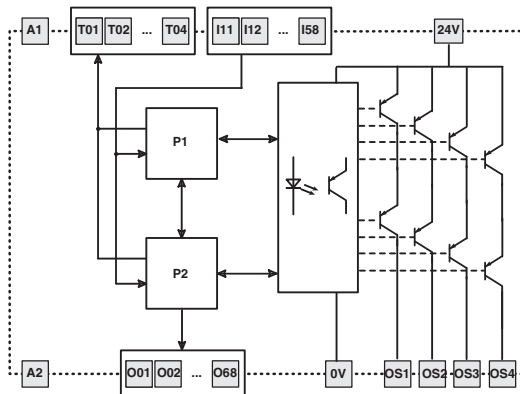 A1 T01 T02 ... T04 I11 I12 ... I58 24V
P1
P2
A2 O01 O02 ... O68 0V OS1 OS2 OS3 OS4